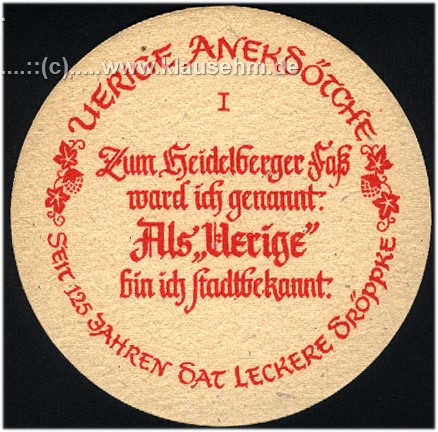 .....::(c).....www.klausehm.de
UERIGE ANEKDÖTCHE
I
Zum Heidelberger Faß
ward ich genannt:
Als „Uerige“
bin ich stadtbekannt.
SEIT 125 JAHREN DAT LECKERE DRÖPPKE